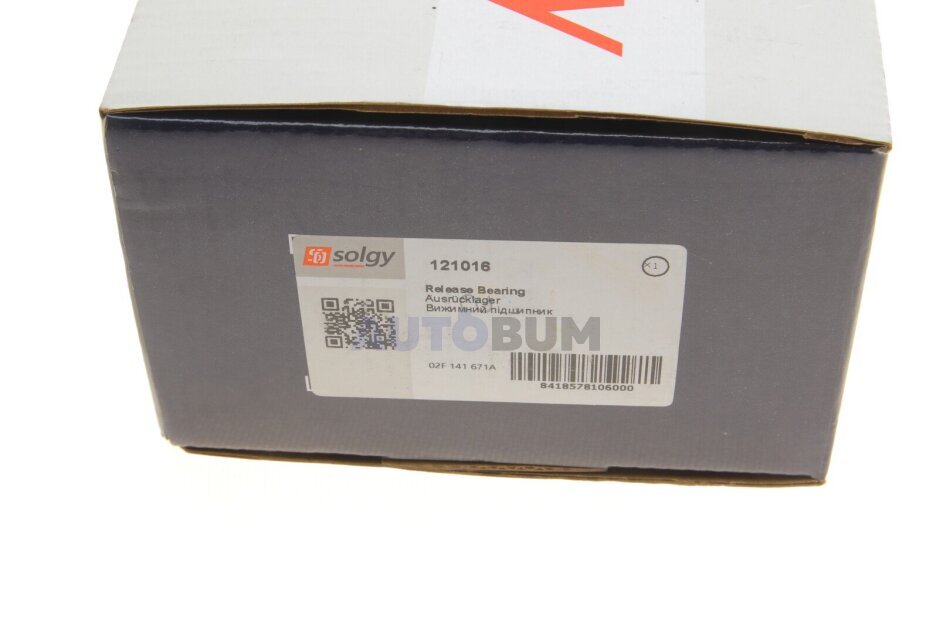 solgy
121016
×1
Release Bearing
Ausrücklager
Вижимний підшипник
AUTOBUM
02F 141 671A
8418578106000